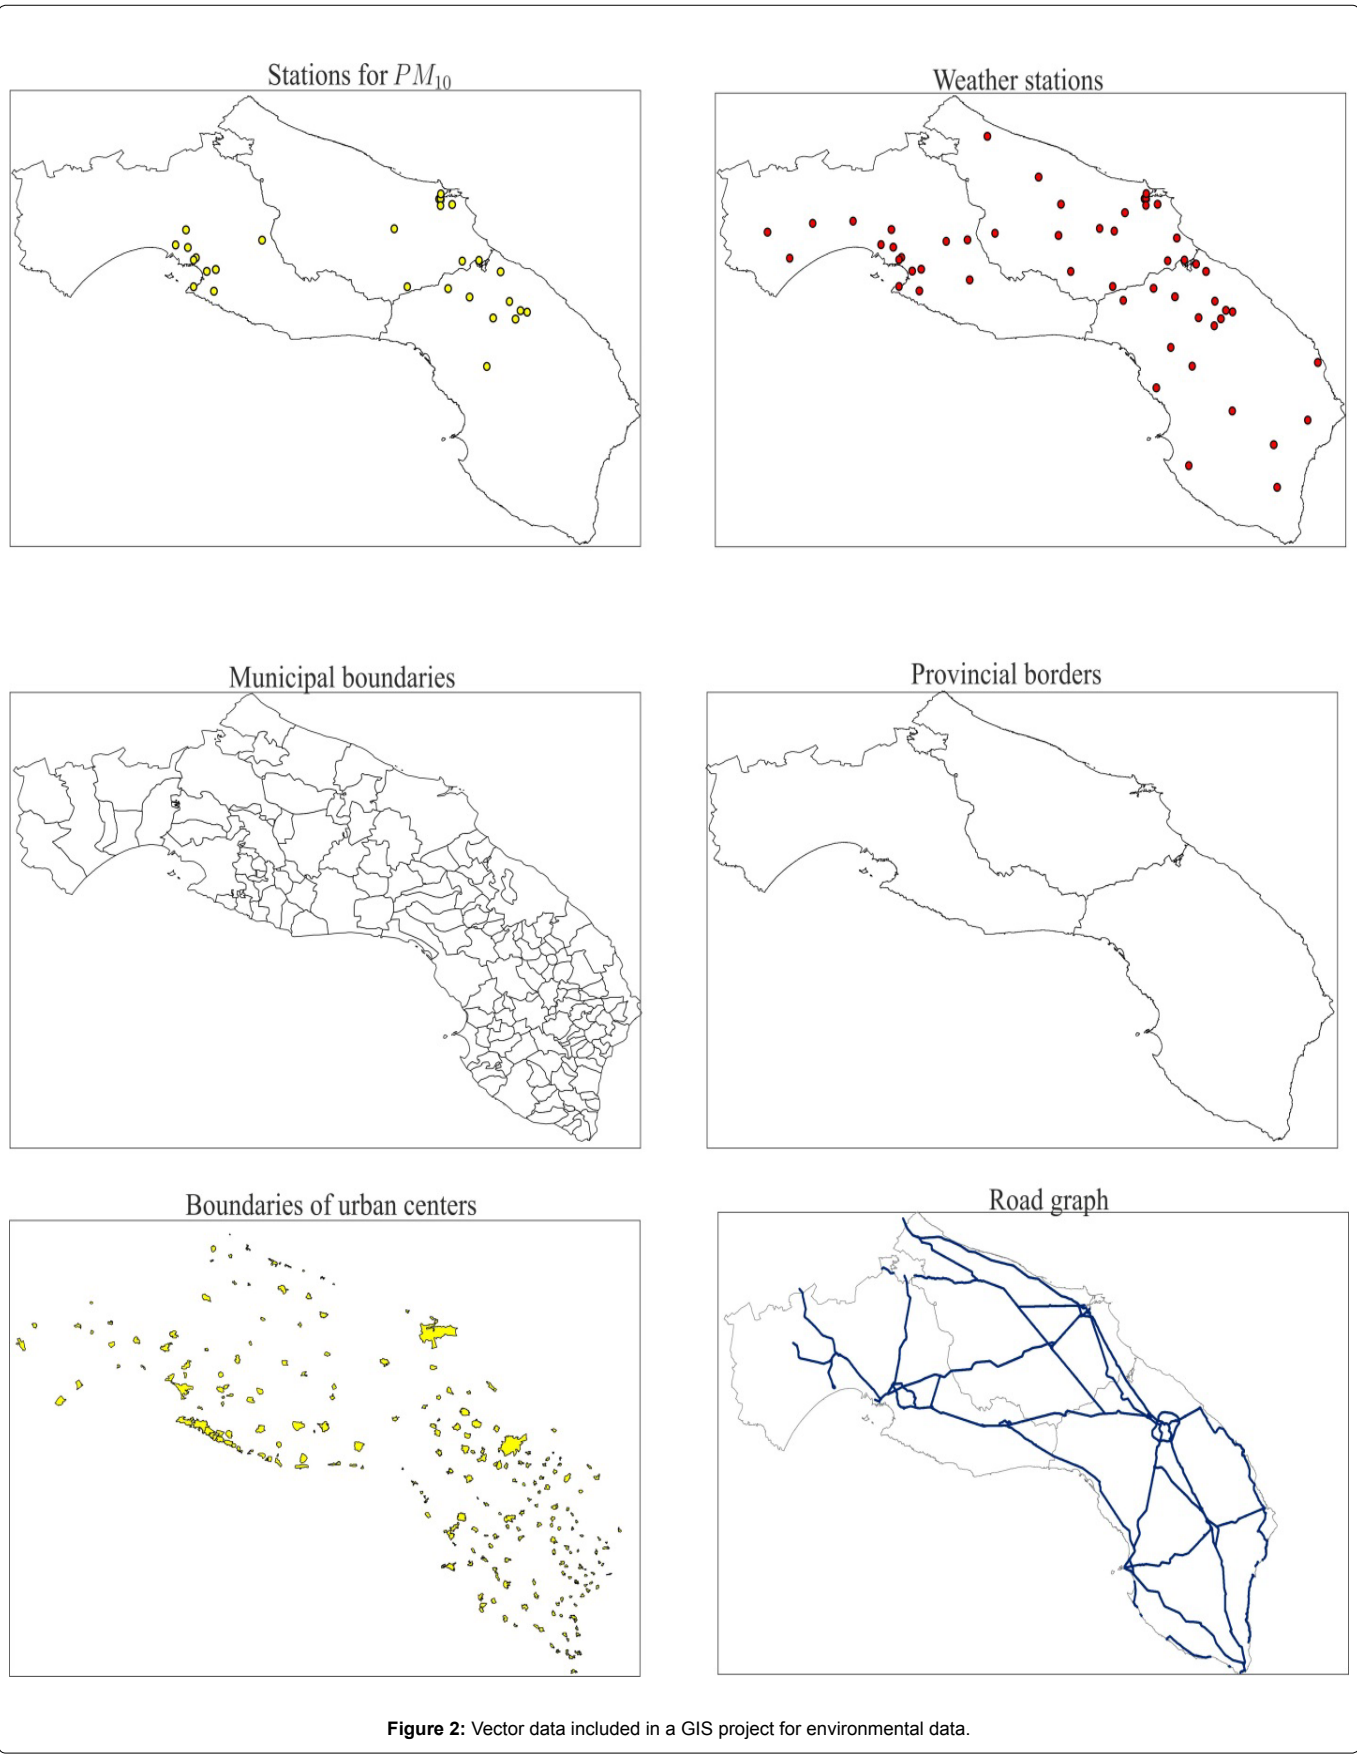 Stations for PM10
Weather stations
Municipal boundaries
Provincial borders
Boundaries of urban centers
Road graph
Figure 2: Vector data included in a GIS project for environmental data.